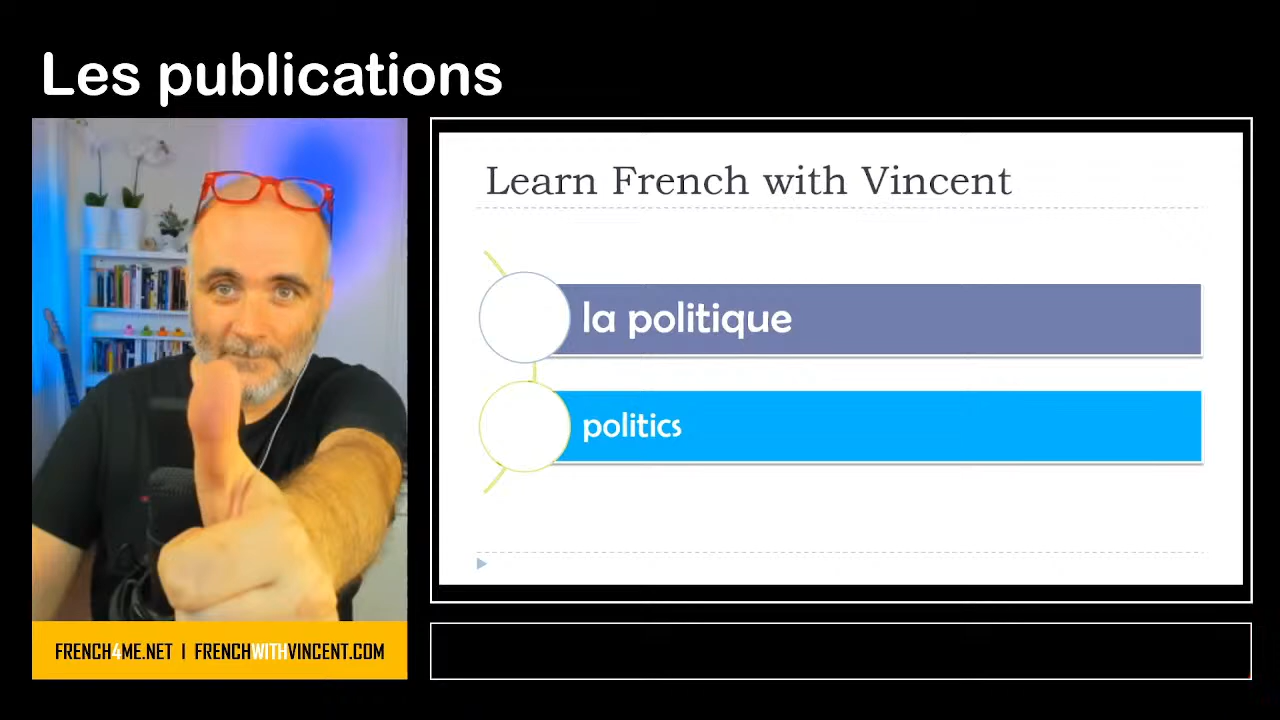 Les publications
Learn French with Vincent
la politique
politics
FRENCH4ME.NET | FRENCHWITHVINCENT.COM